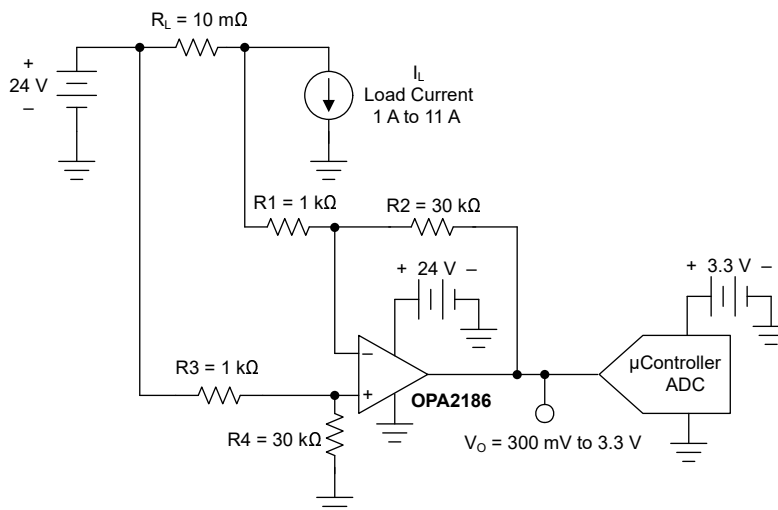 R_L = 10 mΩ
+
24 V
–
I_L
Load Current
1 A to 11 A
R1 = 1 kΩ
R2 = 30 kΩ
+ 24 V –
+ 3.3 V –
R3 = 1 kΩ
–
+
OPA2186
µController
ADC
R4 = 30 kΩ
V_O = 300 mV to 3.3 V